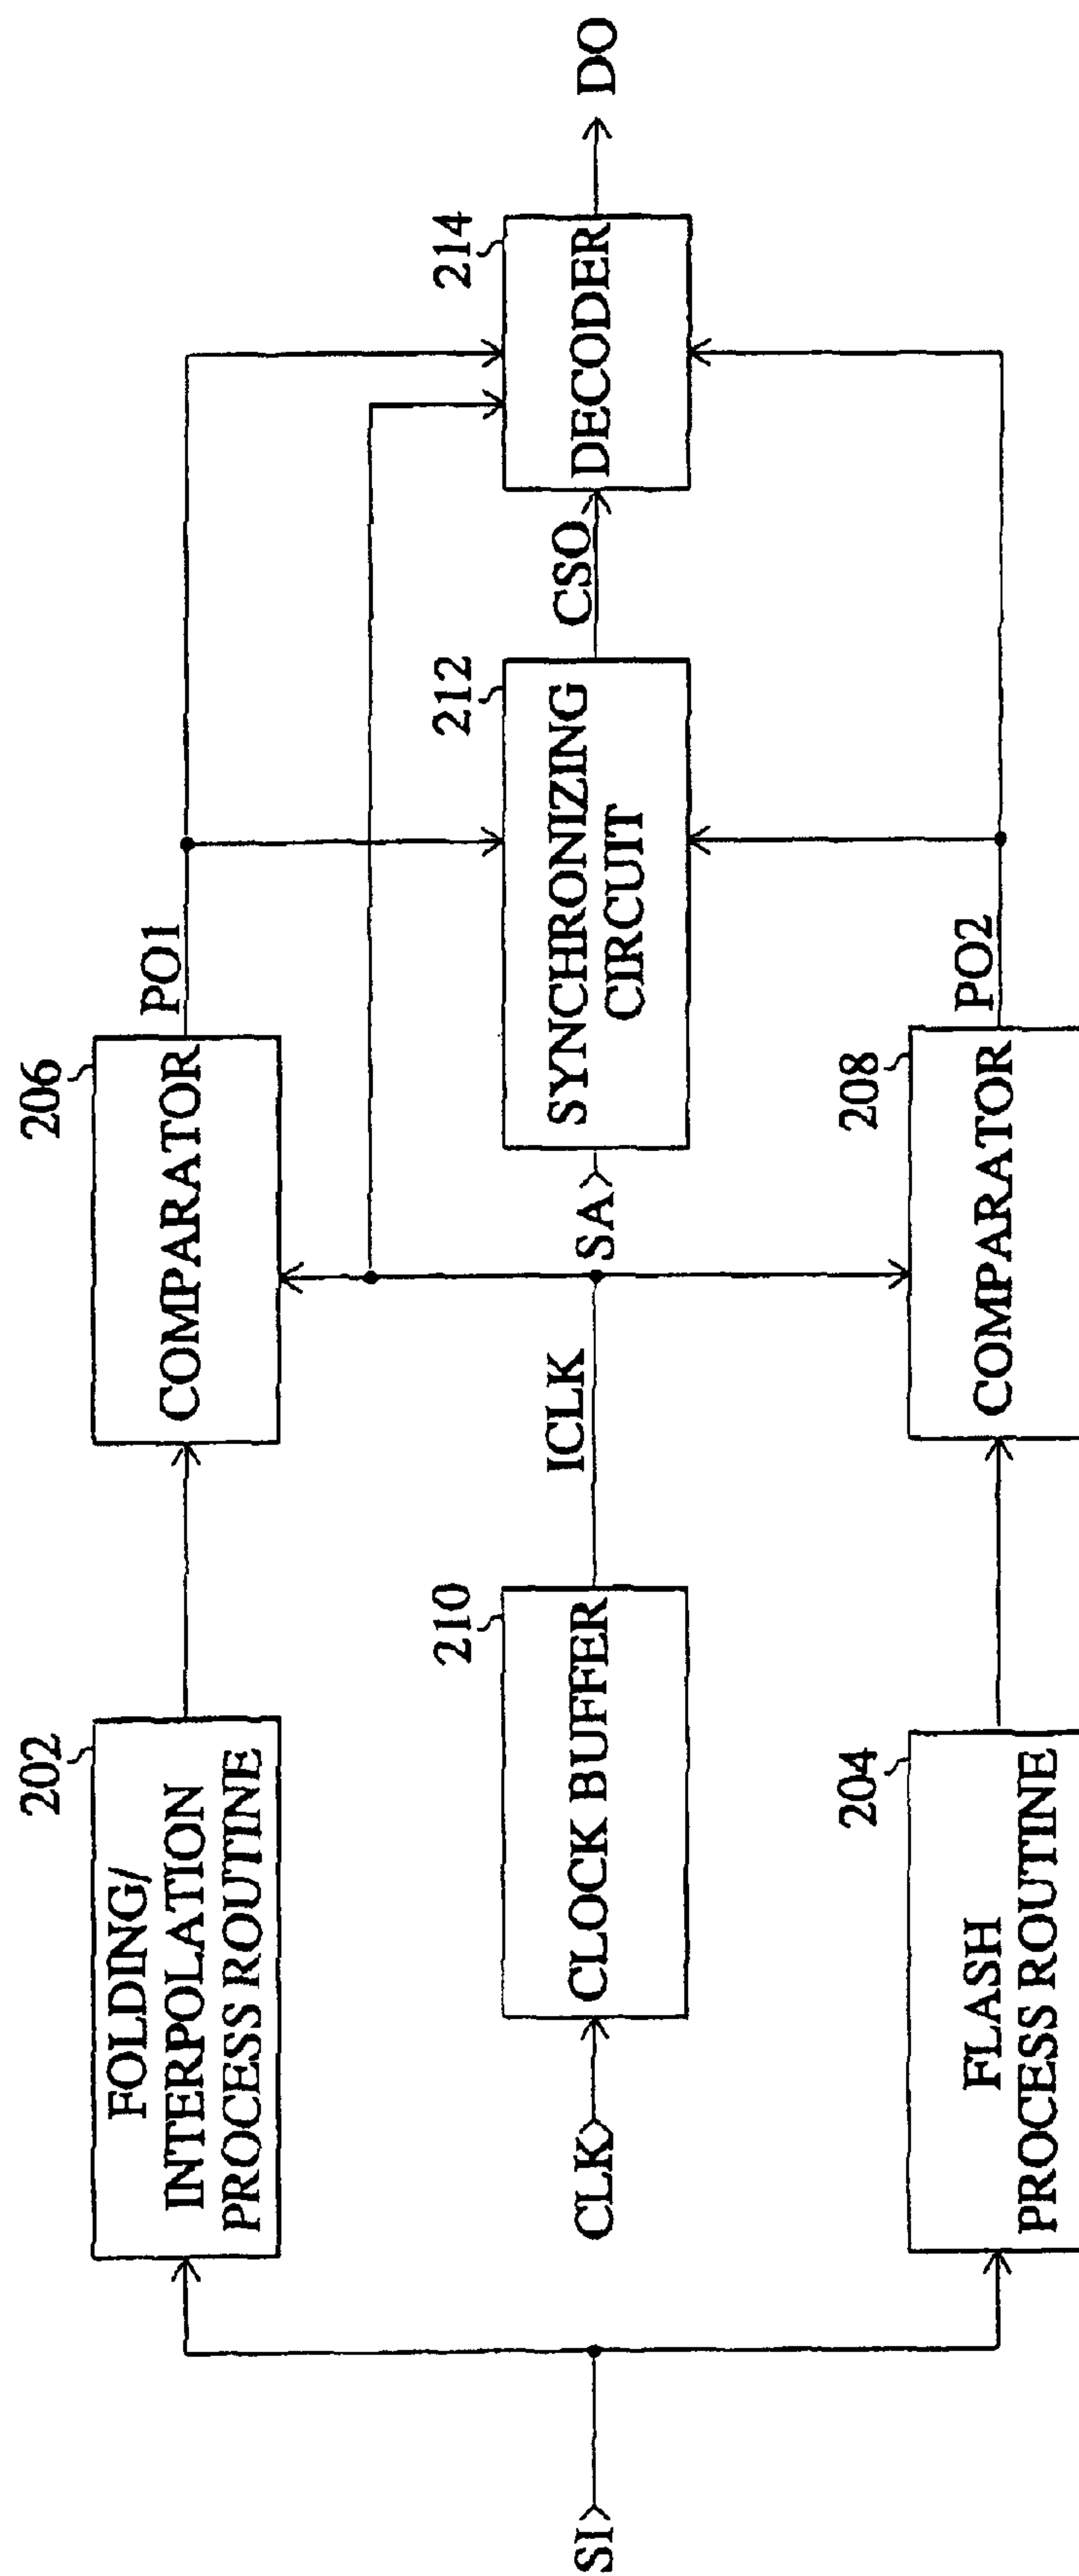 SI
202
FOLDING/
INTERPOLATION
PROCESS ROUTINE
206
COMPARATOR
PO1
CLK
210
CLOCK BUFFER
ICLK
SA
212
SYNCHRONIZING
CIRCUIT
CSO
214
DECODER
DO
204
FLASH
PROCESS ROUTINE
208
COMPARATOR
PO2